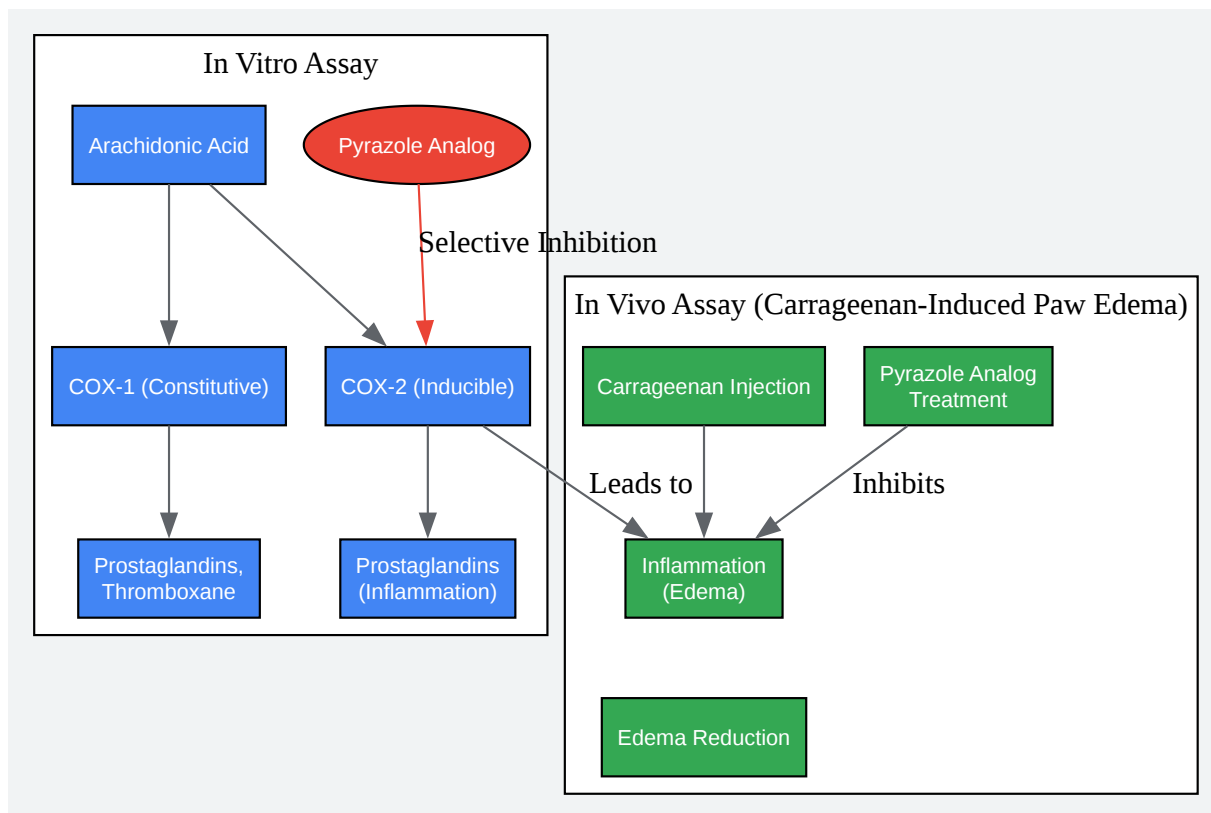 In Vitro Assay
Arachidonic Acid
Pyrazole Analog
Selective Inhibition
COX-1 (Constitutive)
COX-2 (Inducible)
Prostaglandins,
Thromboxane
Prostaglandins
(Inflammation)
In Vivo Assay (Carrageenan-Induced Paw Edema)
Carrageenan Injection
Pyrazole Analog
Treatment
Leads to
Inhibits
Inflammation
(Edema)
Edema Reduction